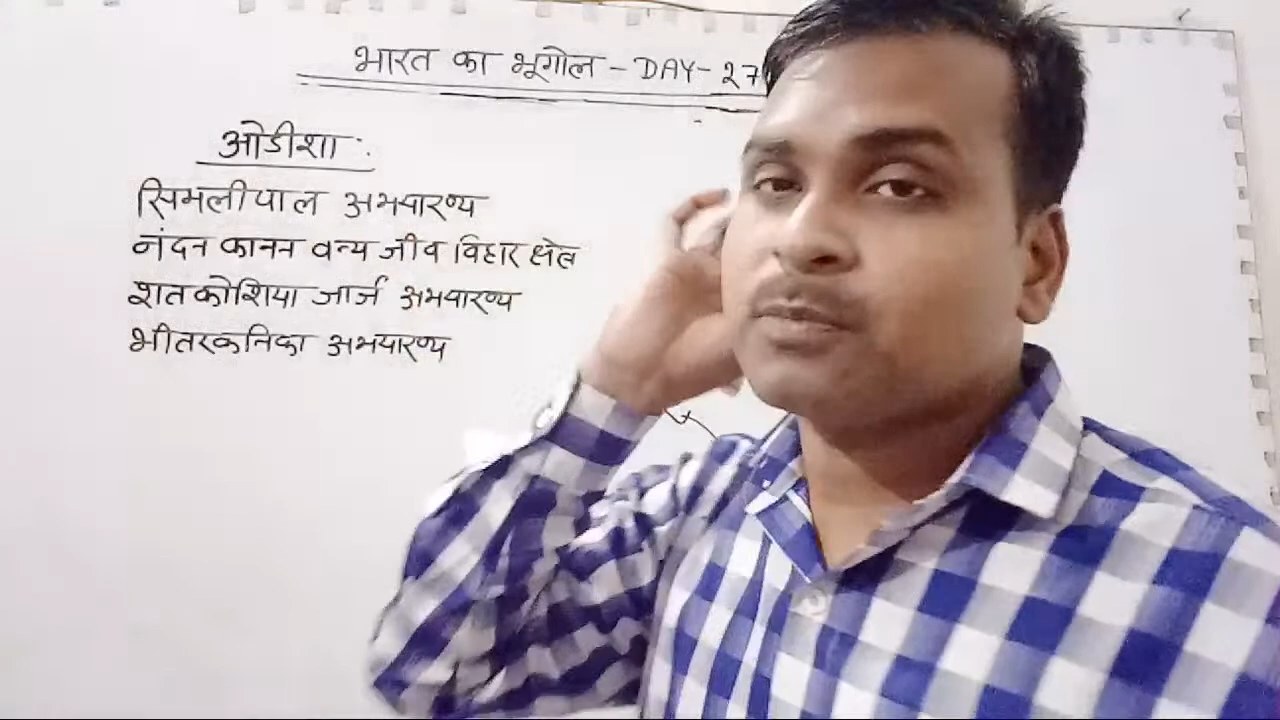 भारत का भूगोल - DAY - 27
ओडीशा :
सिमलीपाल अभयारण्य
नंदन कानन वन्य जीव विहार क्षेत्र
शतकोशिया जार्ज अभयारण्य
भीतरकनिका अभयारण्य